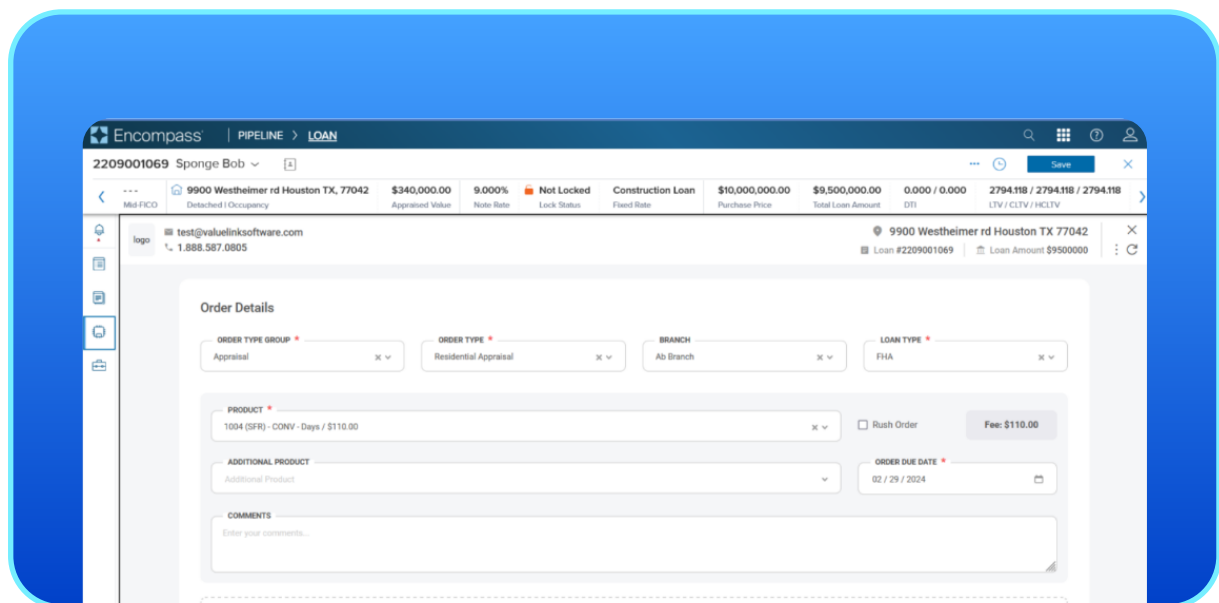 Encompass | PIPELINE > LOAN
2209001069 Sponge Bob
Save
--- 9900 Westheimer rd Houston TX, 77042 $340,000.00 9.000% Not Locked Construction Loan $10,000,000.00 $9,500,000.00 0.000 / 0.000 2794.118 / 2794.118 / 2794.118
Mid-FICO Detached | Occupancy Appraised Value Note Rate Lock Status Fixed Rate Purchase Price Total Loan Amount DTI LTV / CLTV / HCLTV
logo
test@valuelinksoftware.com
1.888.587.0805
9900 Westheimer rd Houston TX 77042
Loan #2209001069 Loan Amount $9500000
Order Details
ORDER TYPE GROUP * ORDER TYPE * BRANCH LOAN TYPE *
Appraisal Residential Appraisal Ab Branch FHA
PRODUCT *
1004 (SFR) - CONV - Days / $110.00 Rush Order Fee: $110.00
ADDITIONAL PRODUCT ORDER DUE DATE *
Additional Product 02 / 29 / 2024
COMMENTS
Enter your comments...